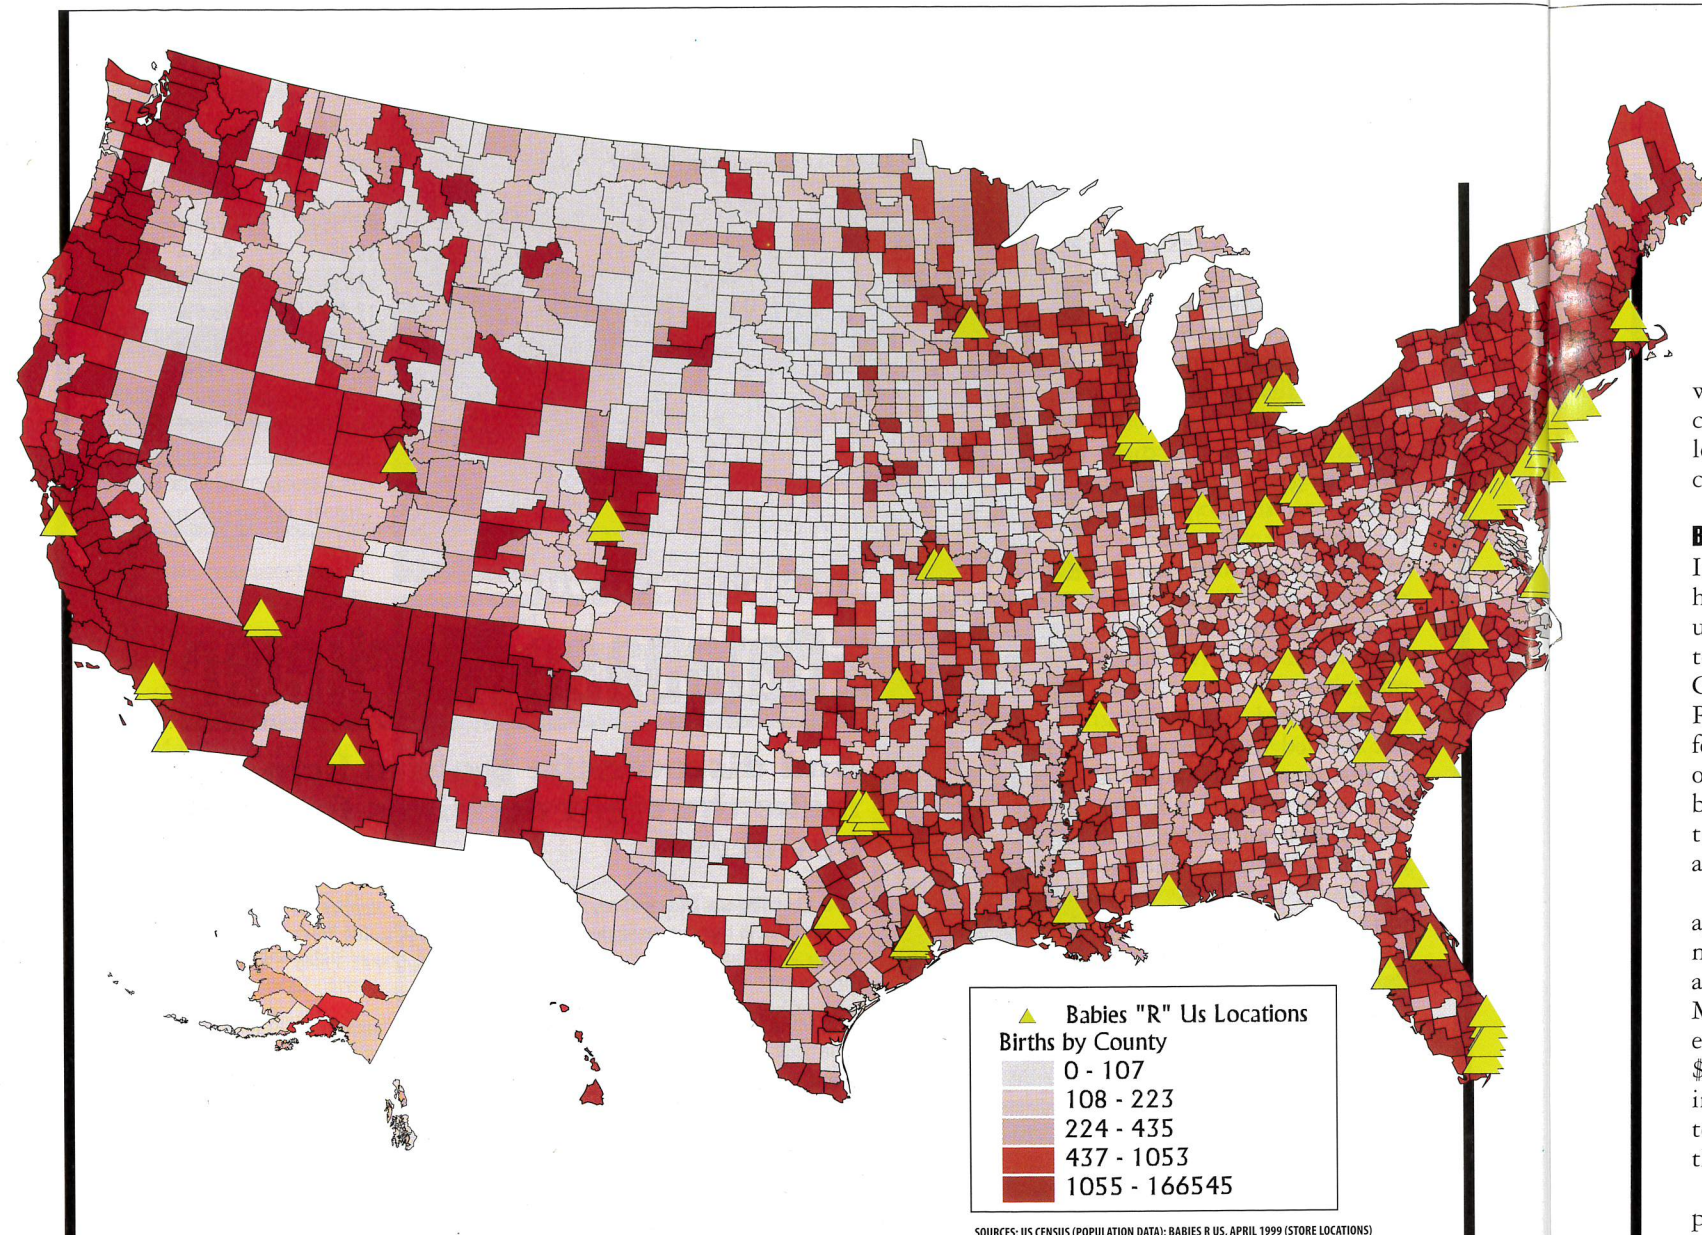 Babies "R" Us Locations
Births by County
0 - 107
108 - 223
224 - 435
437 - 1053
1055 - 166545
SOURCES: US CENSUS (POPULATION DATA); BABIES R US, APRIL 1999 (STORE LOCATIONS)